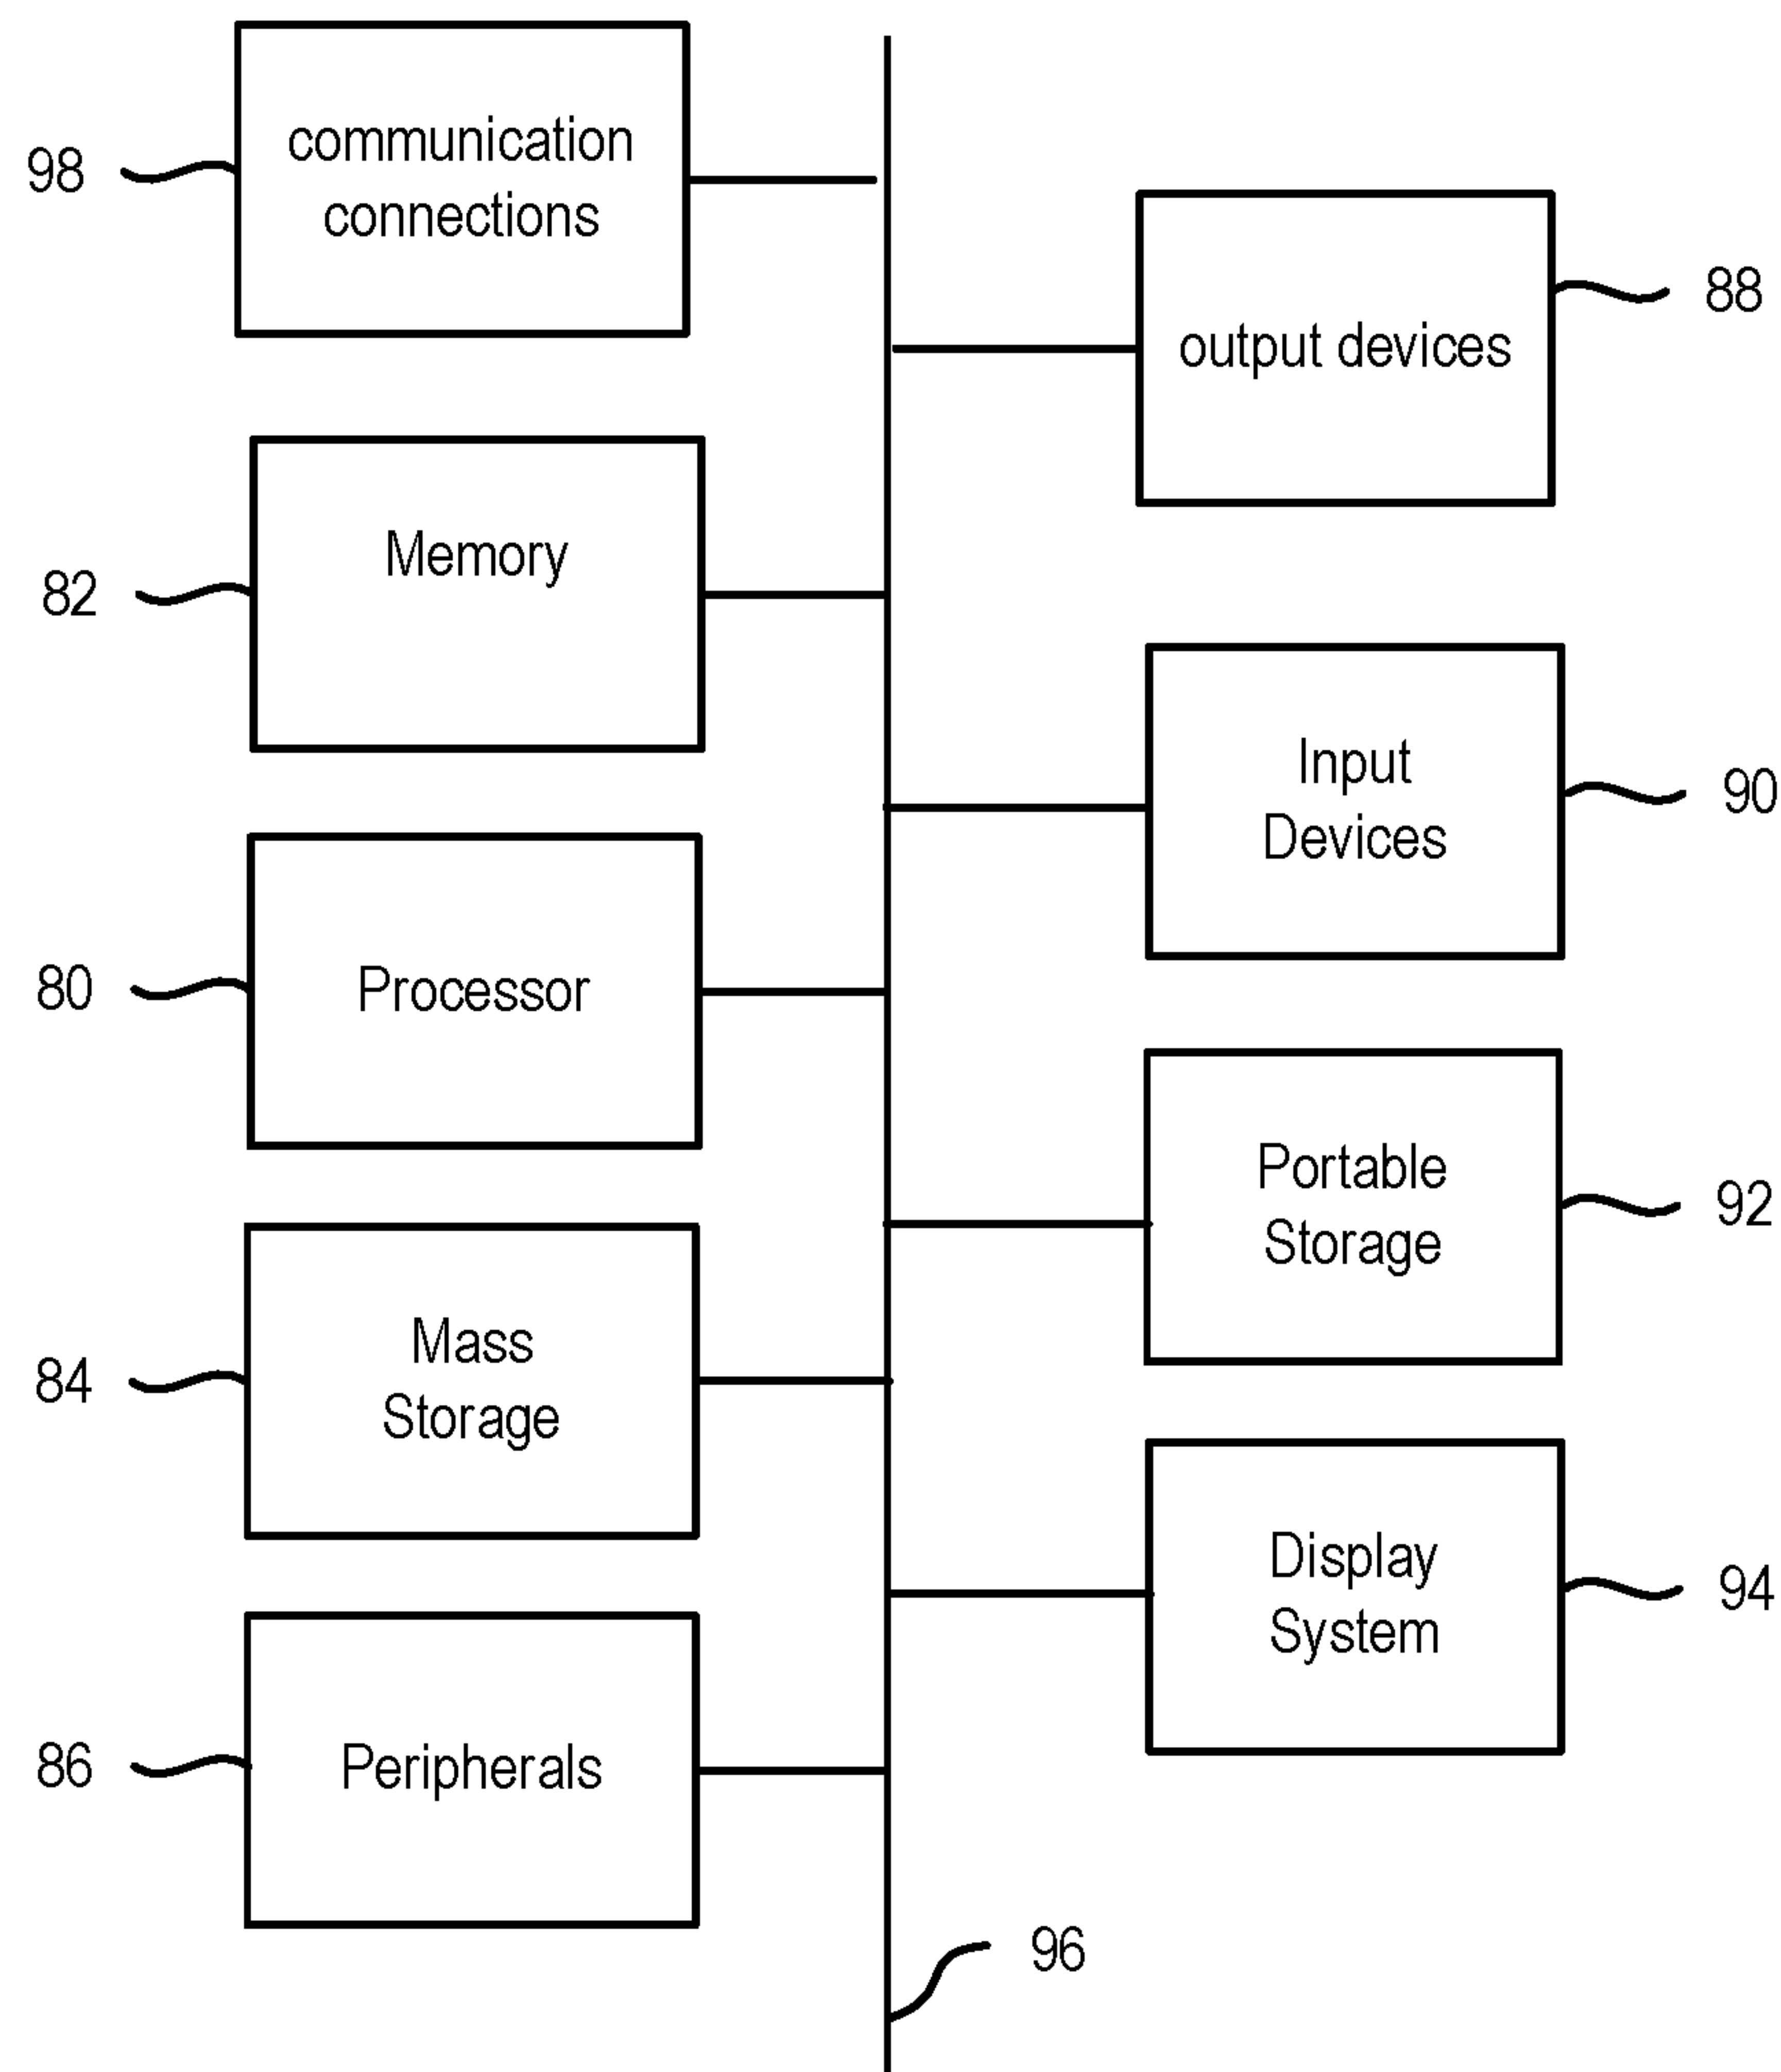 98
communication
connections
output devices
88
82
Memory
Input
Devices
90
80
Processor
Portable
Storage
92
84
Mass
Storage
Display
System
94
86
Peripherals
96